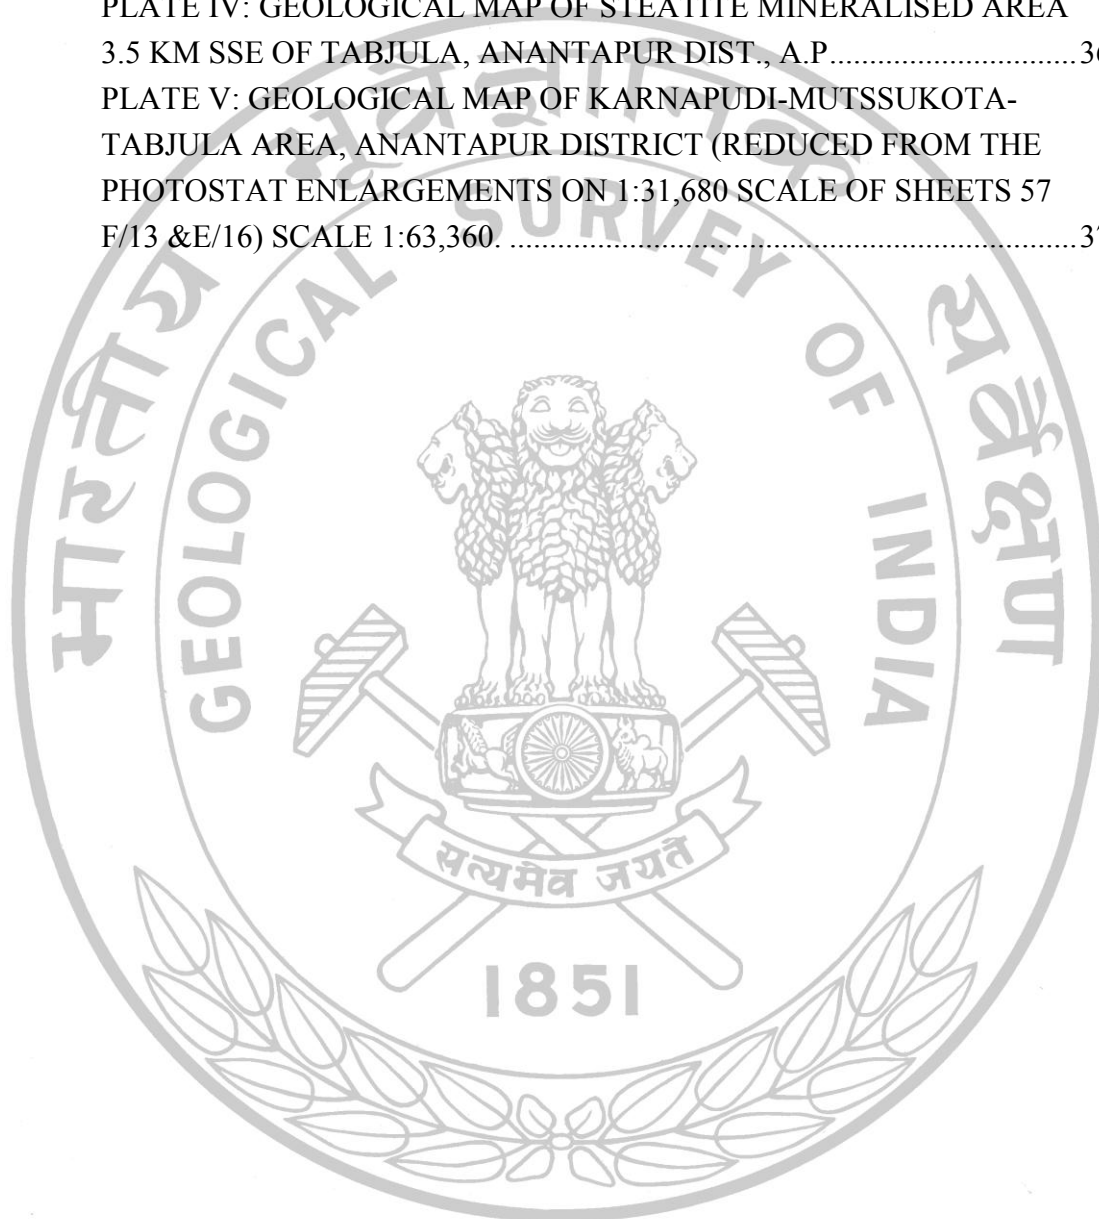 PLATE IV: GEOLOGICAL MAP OF STEATITE MINERALISED AREA
3.5 KM SSE OF TABJULA, ANANTAPUR DIST., A.P..............................36
PLATE V: GEOLOGICAL MAP OF KARNAPUDI-MUTSSUKOTA-
TABJULA AREA, ANANTAPUR DISTRICT (REDUCED FROM THE
PHOTOSTAT ENLARGEMENTS ON 1:31,680 SCALE OF SHEETS 57
F/13 &E/16) SCALE 1:63,360. .......................................................................37
भारतीय भूवैज्ञानिक सर्वेक्षण
GEOLOGICAL SURVEY OF INDIA
सत्यमेव जयते
1851